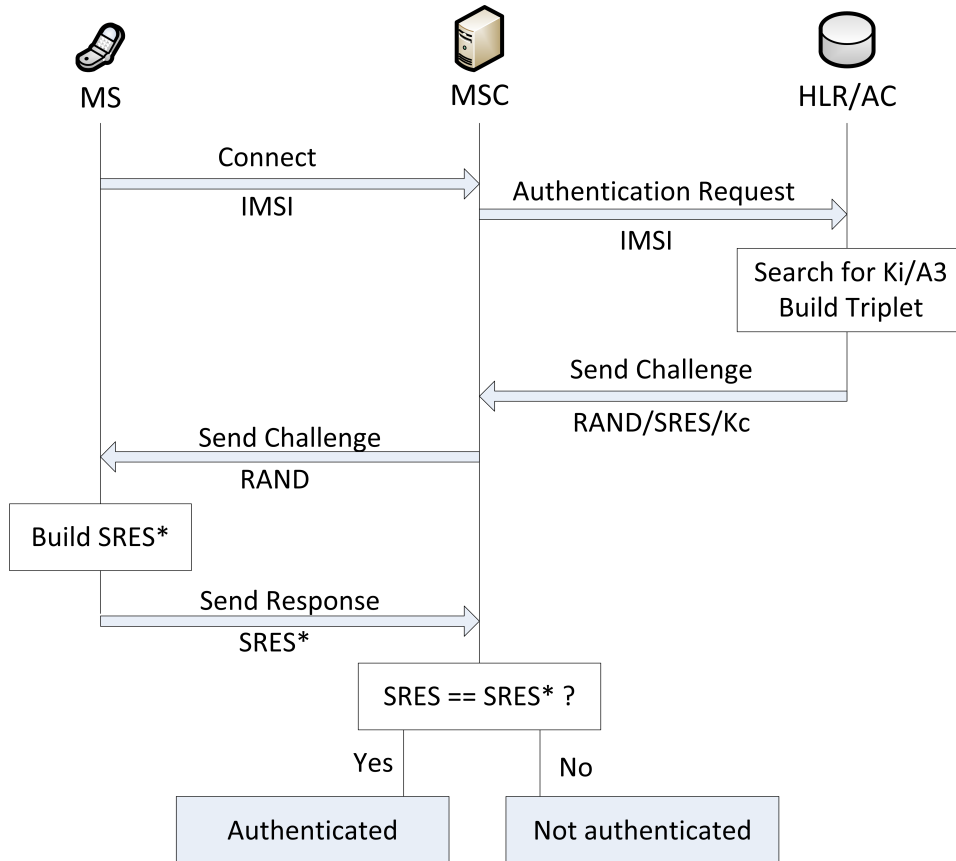 MS
MSC
HLR/AC
Connect
IMSI
Authentication Request
IMSI
Search for Ki/A3
Build Triplet
Send Challenge
RAND/SRES/Kc
Send Challenge
RAND
Build SRES*
Send Response
SRES*
SRES == SRES* ?
Yes
No
Authenticated
Not authenticated